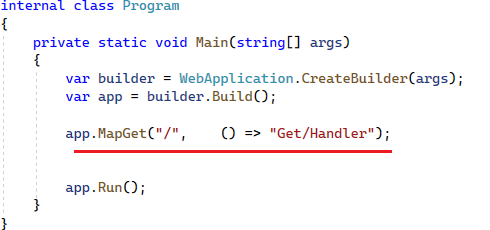 internal class Program
{
    private static void Main(string[] args)
    {
        var builder = WebApplication.CreateBuilder(args);
        var app = builder.Build();
        app.MapGet("/",    () => "Get/Handler");
        app.Run();
    }
}